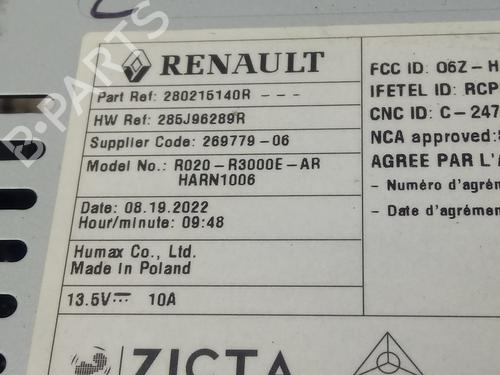 B-PARTS
RENAULT
Part Ref: 280215140R - - -
HW Ref: 285J96289R
Supplier Code: 269779-06
Model No.: R020-R3000E-AR
HARN1006
Date: 08.19.2022
Hour/minute: 09:48
Humax Co., Ltd.
Made in Poland
13.5V⎓ 10A
ZICTA
FCC ID: O6Z-H
IFETEL ID: RCP
CNC ID: C-247
NCA approved:
AGREE PAR L'A
- Numéro d'agrém
- Date d'agrémen